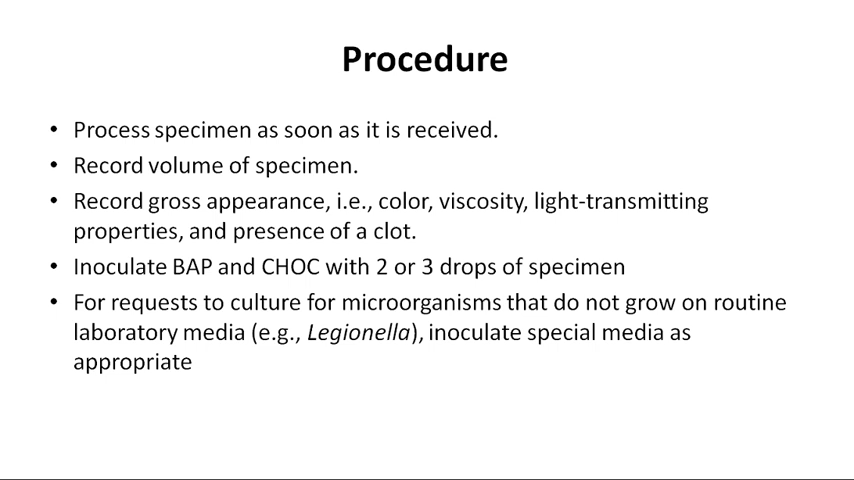 Procedure
• Process specimen as soon as it is received.
• Record volume of specimen.
• Record gross appearance, i.e., color, viscosity, light-transmitting
properties, and presence of a clot.
• Inoculate BAP and CHOC with 2 or 3 drops of specimen
• For requests to culture for microorganisms that do not grow on routine
laboratory media (e.g., Legionella), inoculate special media as
appropriate